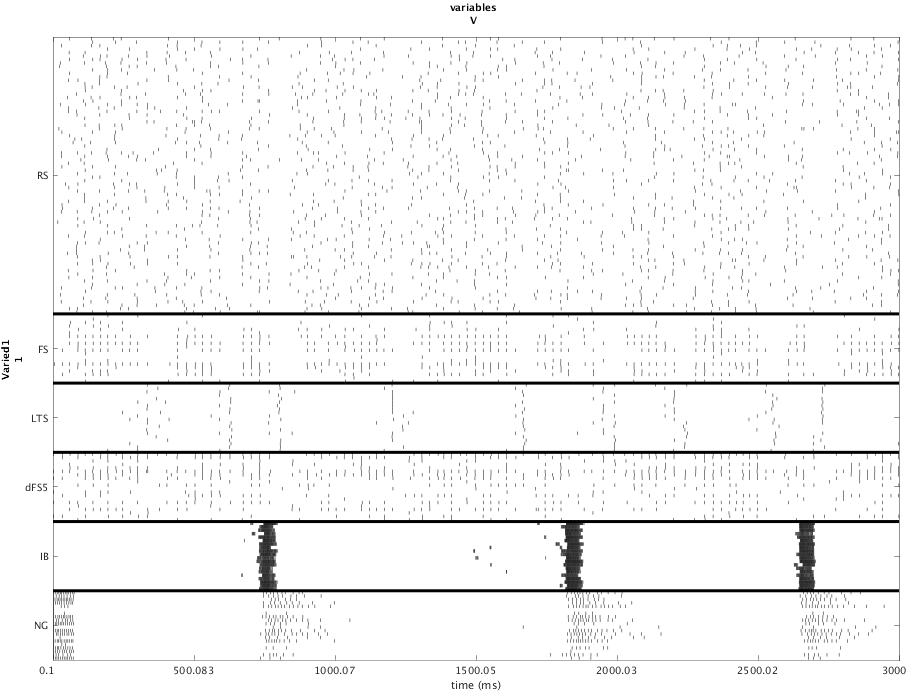 variables
V
RS
FS
LTS
dFS5
IB
NG
Varied1
1
0.1 500.083 1000.07 1500.05 2000.03 2500.02 3000
time (ms)